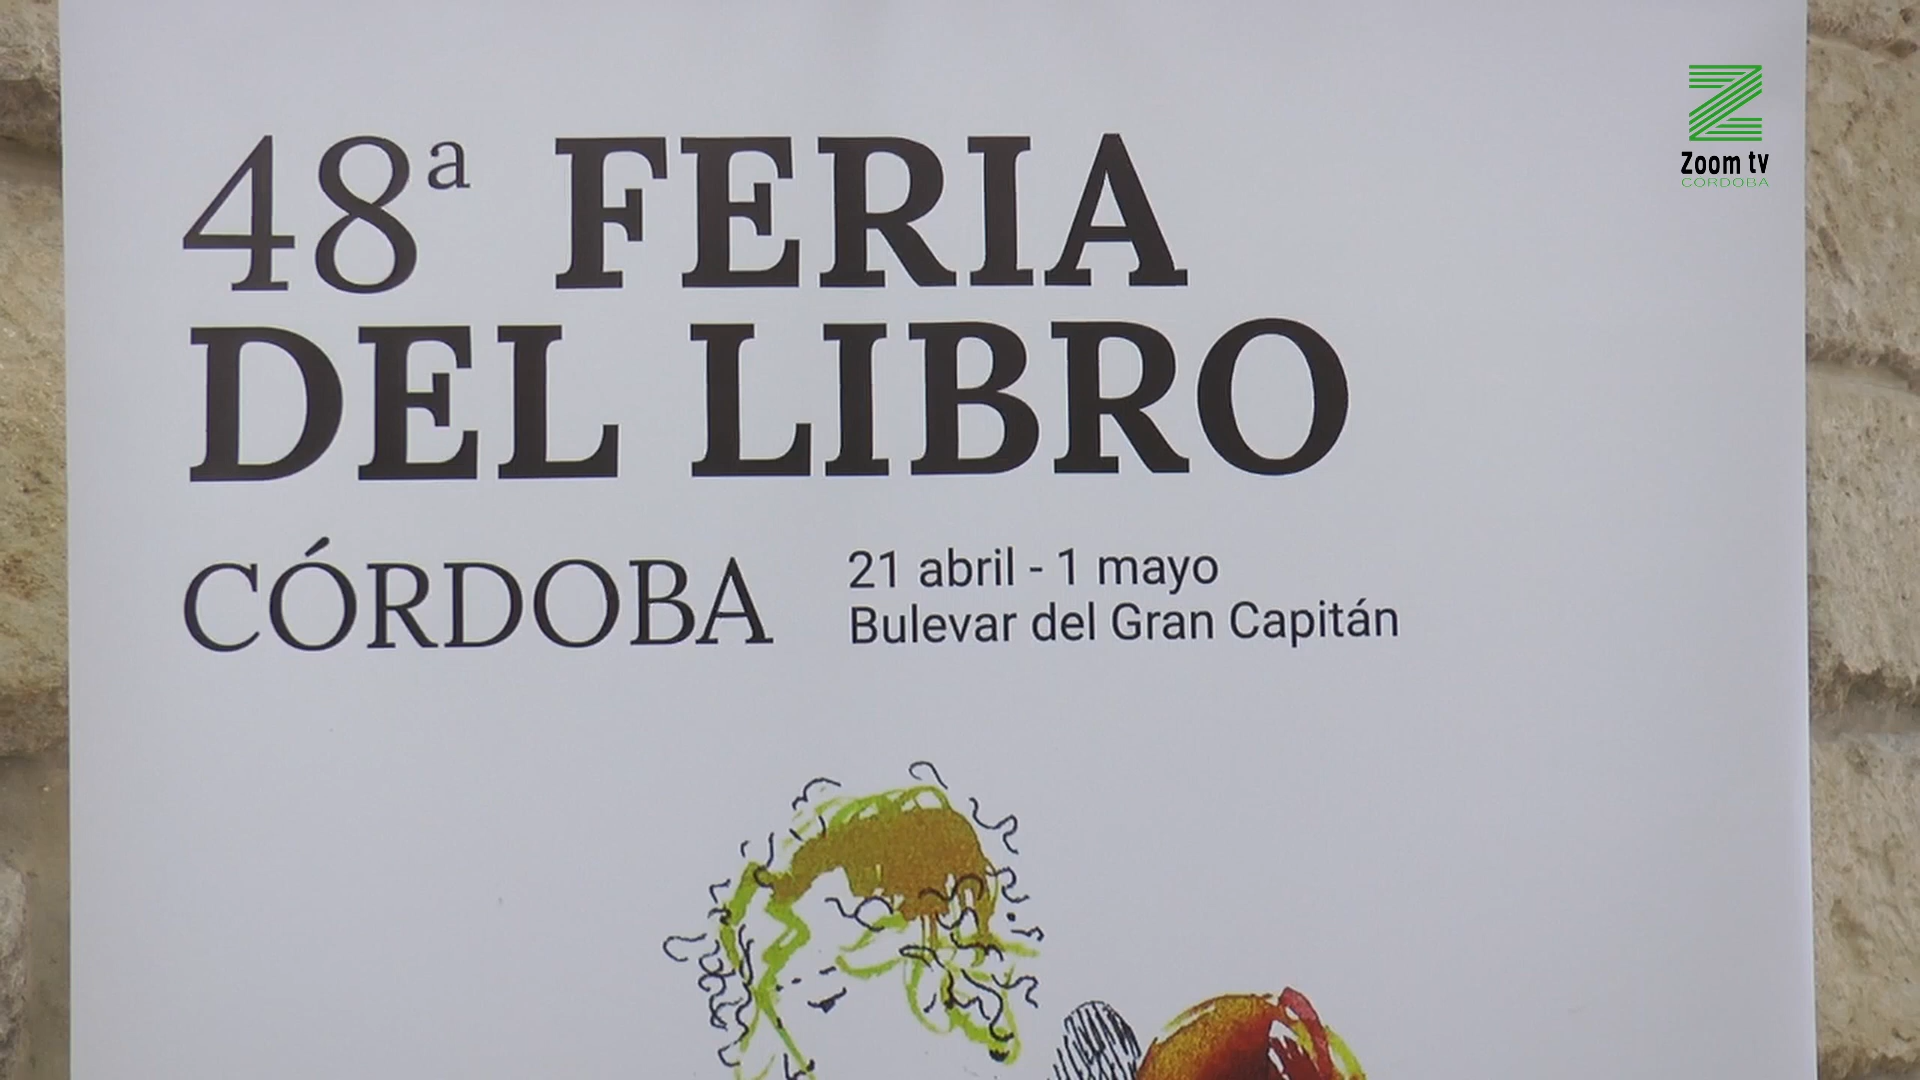 48ª FERIA
DEL LIBRO
CÓRDOBA
21 abril - 1 mayo
Bulevar del Gran Capitán
Zoom tv
CÓRDOBA